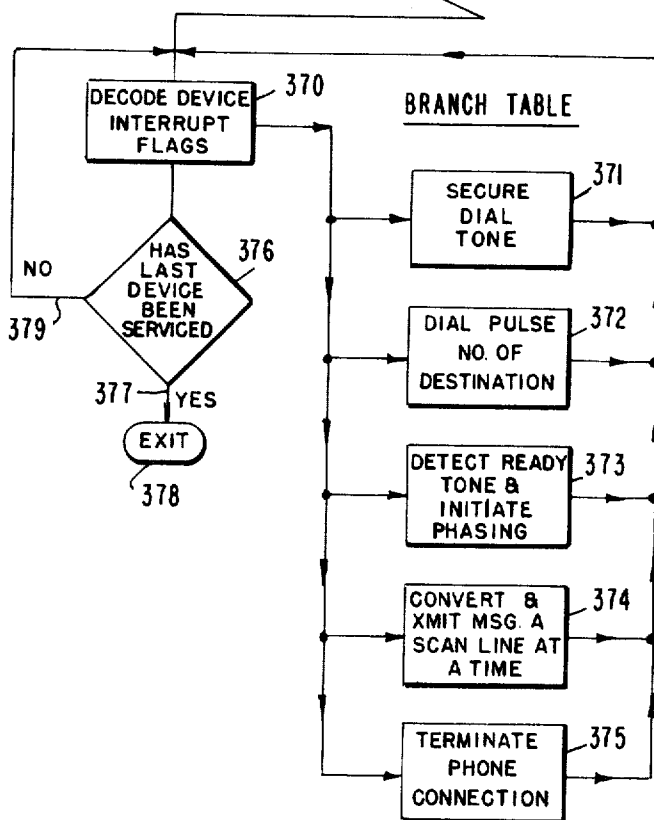 DECODE DEVICE
INTERRUPT
FLAGS
370
BRANCH TABLE
SECURE
DIAL
TONE
371
HAS
LAST
DEVICE
BEEN
SERVICED
376
NO
379
DIAL PULSE
NO. OF
DESTINATION
372
377
YES
EXIT
378
DETECT READY
TONE &
INITIATE
PHASING
373
CONVERT &
XMIT MSG. A
SCAN LINE AT
A TIME
374
TERMINATE
PHONE
CONNECTION
375